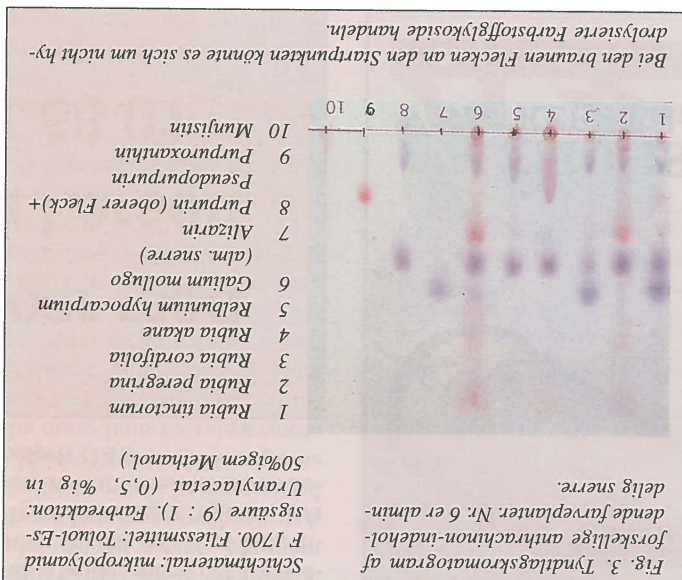 Fig. 3. Tyndtlagskromatogram af
forskellige anthrachinon-indehol-
dende farveplanter. Nr. 6 er almin-
delig snerre.
Schichtmaterial: mikropolyamid
F 1700. Fliessmittel: Toluol-Es-
sigsäure (9 : 1). Farbreaktion:
Uranylacetat (0,5, %ig in
50%igem Methanol.)
1 Rubia tinctorum
2 Rubia peregrina
3 Rubia cordifolia
4 Rubia akane
5 Relbunium hypocarpium
6 Galium mollugo
(alm. snerre)
7 Alizarin
8 Purpurin (oberer Fleck)+
Pseudopurpurin
9 Purpuroxanthin
10 Munjistin
1 2 3 4 5 6 7 8 9 10
Bei den braunen Flecken an den Startpunkten könnte es sich um nicht hy-
drolysierte Farbstoffglykoside handeln.